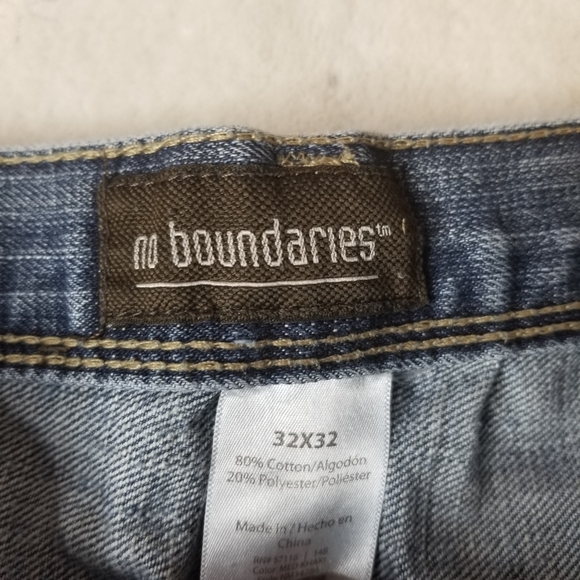 no boundaries™
32X32
80% Cotton/Algodón
20% Polyester/Poliéster
Made in / Hecho en
China